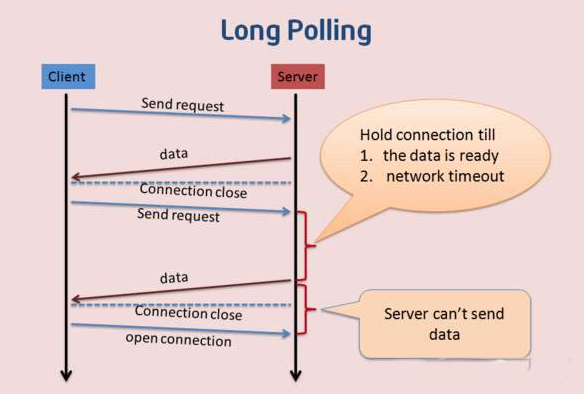 Long Polling
Client
Server
Send request
data
Connection close
Send request
data
Connection close
open connection
Hold connection till
1. the data is ready
2. network timeout
Server can't send
data